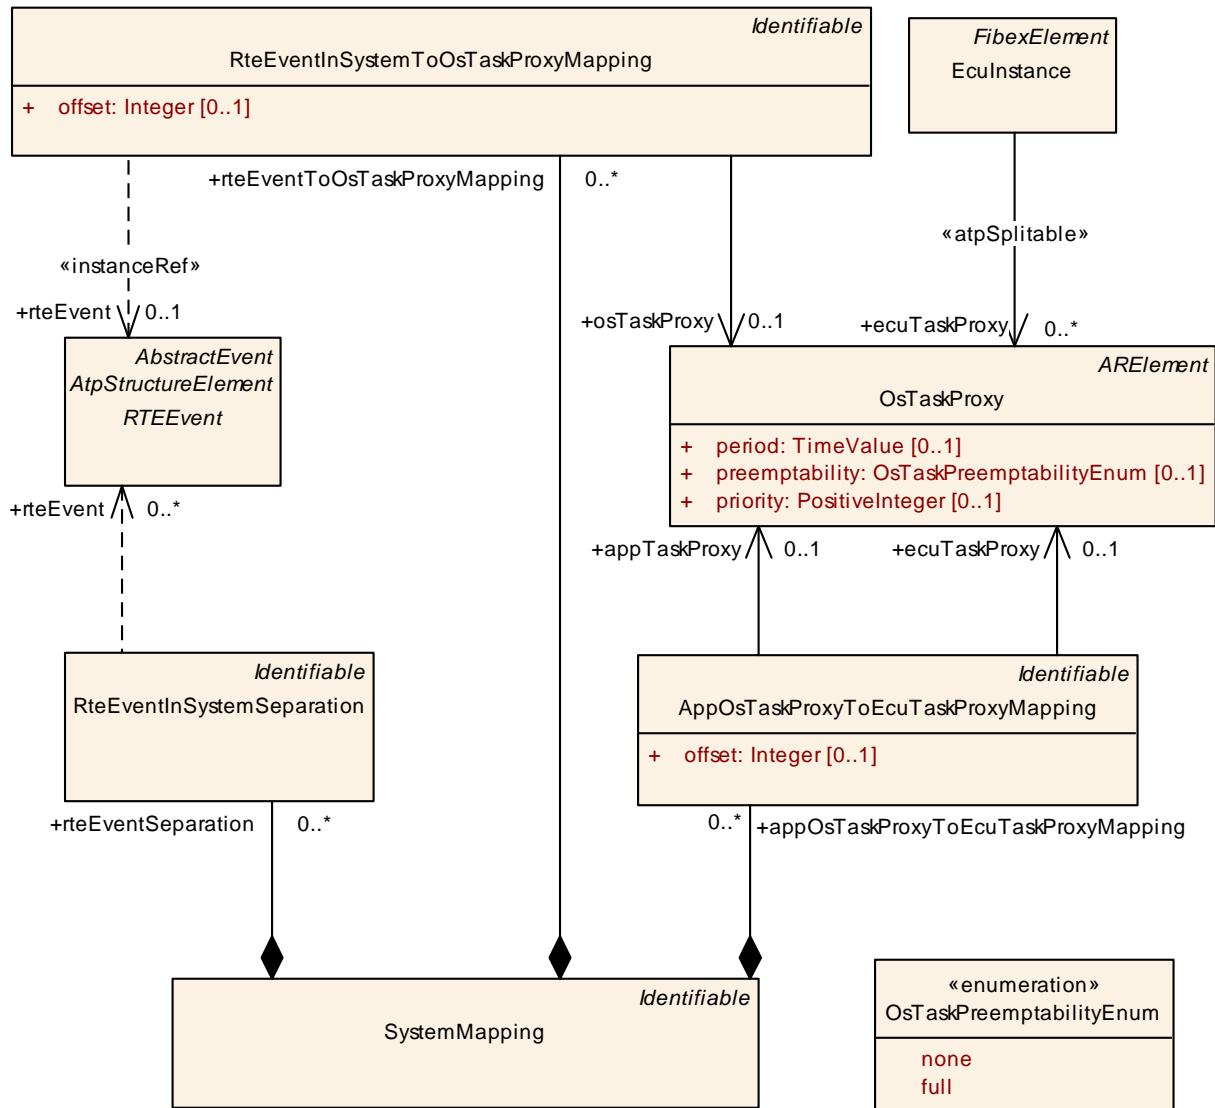 Identifiable
RteEventInSystemToOsTaskProxyMapping
+ offset: Integer [0..1]
FibexElement
EcuInstance
+rteEventToOsTaskProxyMapping 0..*
«atpSplitable»
«instanceRef»
+rteEvent 0..1
+osTaskProxy 0..1
+ecuTaskProxy 0..*
AbstractEvent
AtpStructureElement
RTEEvent
ARElement
OsTaskProxy
+ period: TimeValue [0..1]
+ preemptability: OsTaskPreemptabilityEnum [0..1]
+ priority: PositiveInteger [0..1]
+rteEvent 0..*
+appTaskProxy 0..1
+ecuTaskProxy 0..1
Identifiable
RteEventInSystemSeparation
Identifiable
AppOsTaskProxyToEcuTaskProxyMapping
+ offset: Integer [0..1]
+rteEventSeparation 0..*
0..* +appOsTaskProxyToEcuTaskProxyMapping
Identifiable
SystemMapping
«enumeration»
OsTaskPreemptabilityEnum
none
full